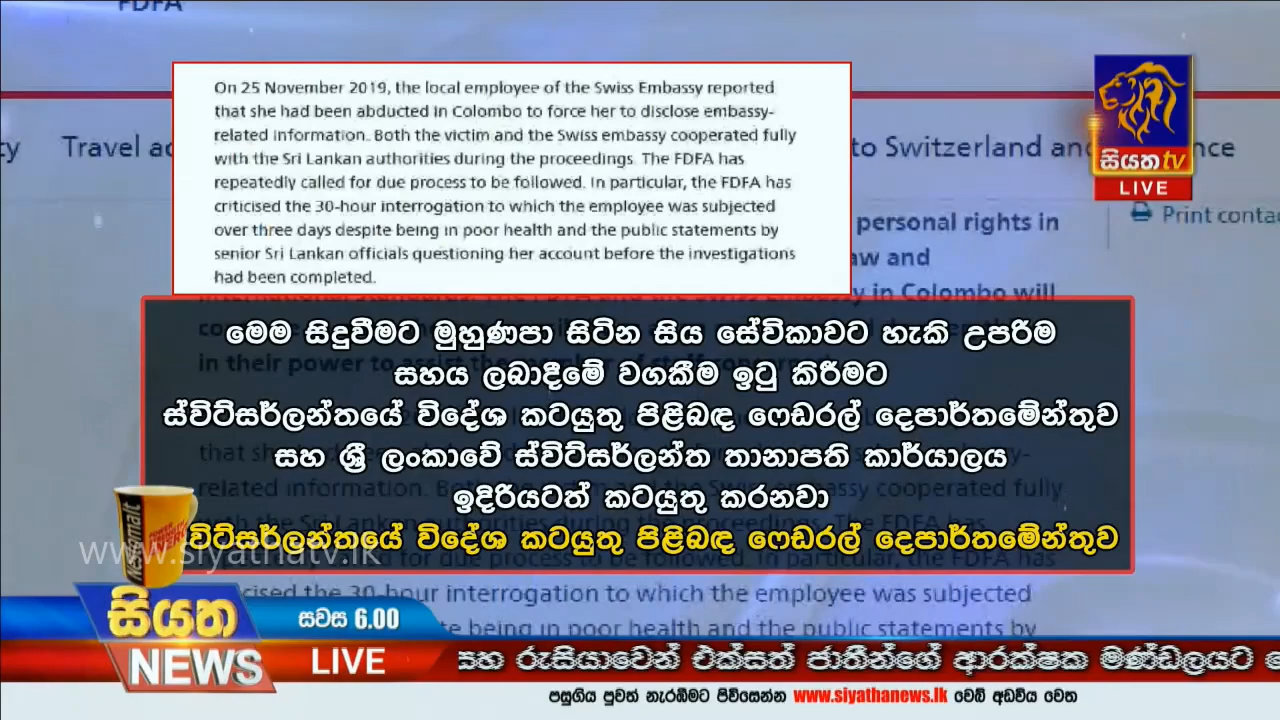 FDFA
On 25 November 2019, the local employee of the Swiss Embassy reported
that she had been abducted in Colombo to force her to disclose embassy-
related information. Both the victim and the Swiss embassy cooperated fully
with the Sri Lankan authorities during the proceedings. The FDFA has
repeatedly called for due process to be followed. In particular, the FDFA has
criticised the 30-hour interrogation to which the employee was subjected
over three days despite being in poor health and the public statements by
senior Sri Lankan officials questioning her account before the investigations
had been completed.
Travel
to Switzerland and
සියත tv
LIVE
Print
personal rights in
and
in Colombo will
in their power to assist the
මෙම සිදුවීමට මුහුණපා සිටින සිය සේවිකාවට හැකි උපරිම
සහය ලබාදීමේ වගකීම ඉටු කිරීමට
ස්විට්සර්ලන්තයේ විදේශ කටයුතු පිළිබඳ ෆෙඩරල් දෙපාර්තමේන්තුව
සහ ශ්‍රී ලංකාවේ ස්විට්සර්ලන්ත තානාපති කාර්යාලය
ඉදිරියටත් කටයුතු කරනවා
විට්සර්ලන්තයේ විදේශ කටයුතු පිළිබඳ ෆෙඩරල් දෙපාර්තමේන්තුව
related information.
embassy cooperated fully
www.siyathatv.lk
Nestomalt
30-hour interrogation to which the employee was subjected
being in poor health and the public statements by
සියත
NEWS
සවස 6.00
LIVE
සහ රුසියාවෙන් එක්සත් ජාතීන්ගේ ආරක්ෂක මණ්ඩලයට
පසුගිය පුවත් නැරඹීමට පිවිසෙන්න www.siyathanews.lk වෙබ් අඩවිය වෙත